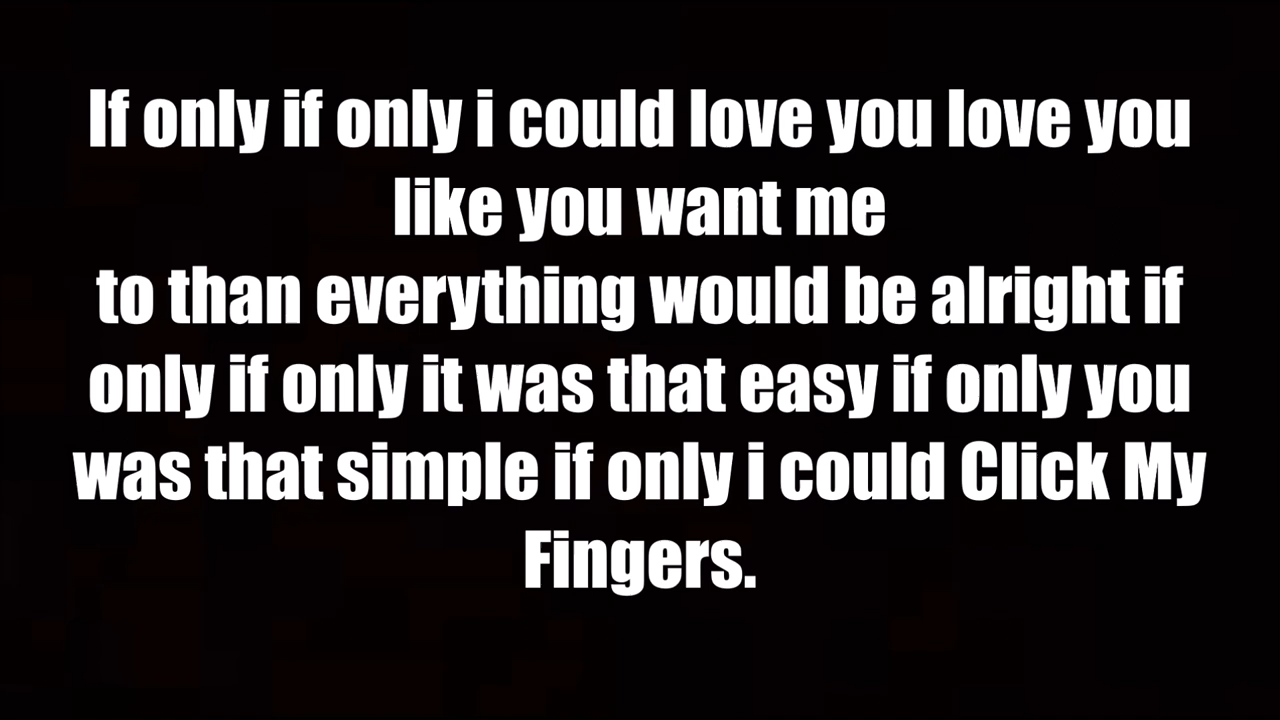 If only if only i could love you love you
like you want me
to than everything would be alright if
only if only it was that easy if only you
was that simple if only i could Click My
Fingers.